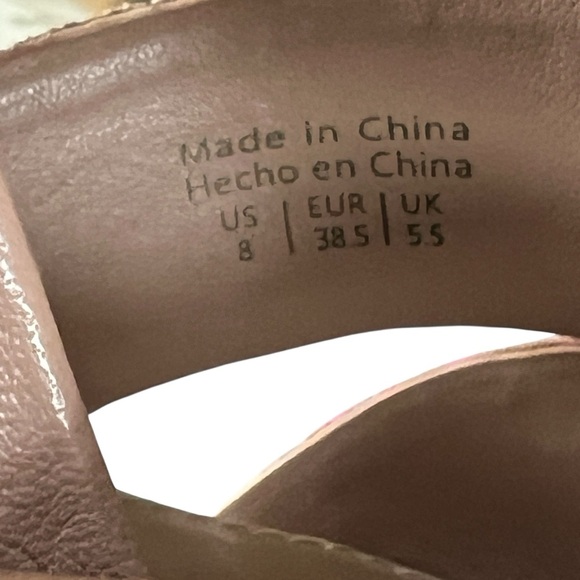 Made in China
Hecho en China
US | EUR | UK
8 | 38.5 | 5.5